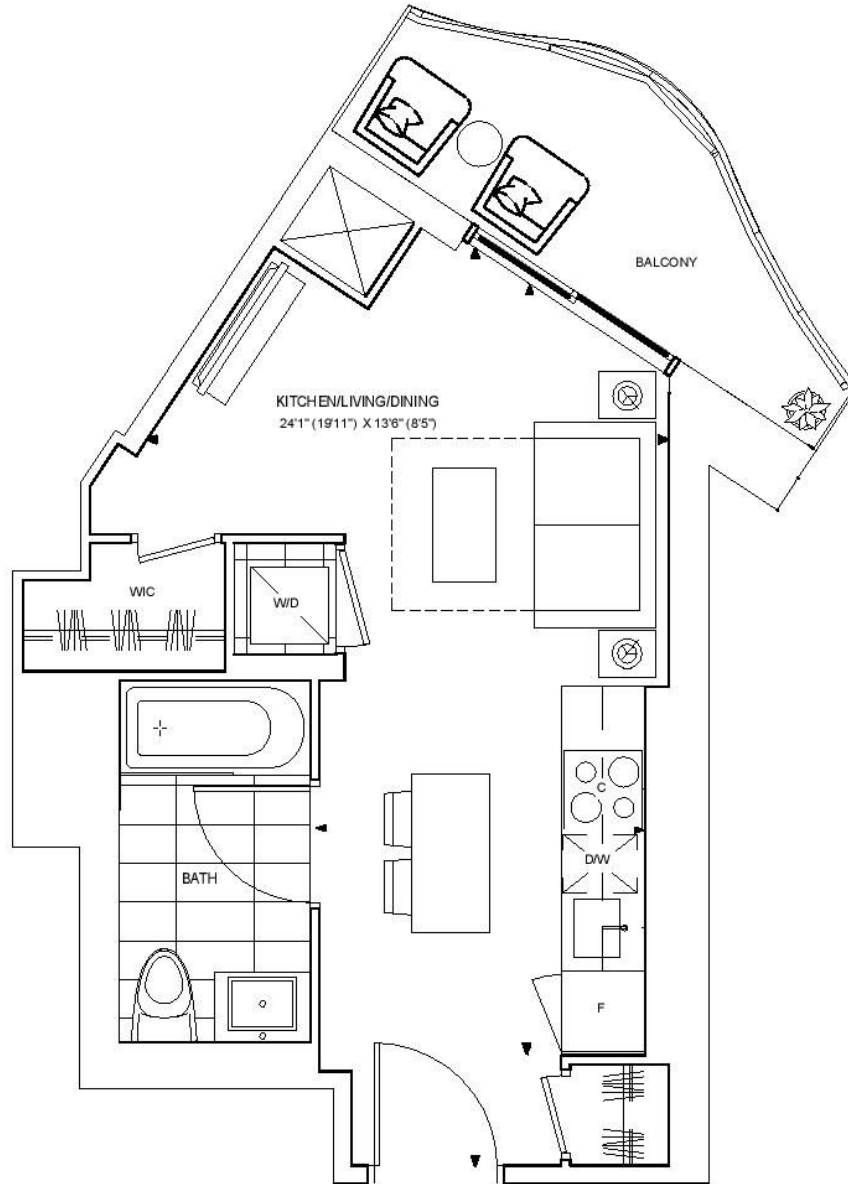 BALCONY
KITCHEN/LIVING/DINING
24'1" (19'11") X 13'6" (8'5")
WIC
W/D
C
D/W
BATH
F